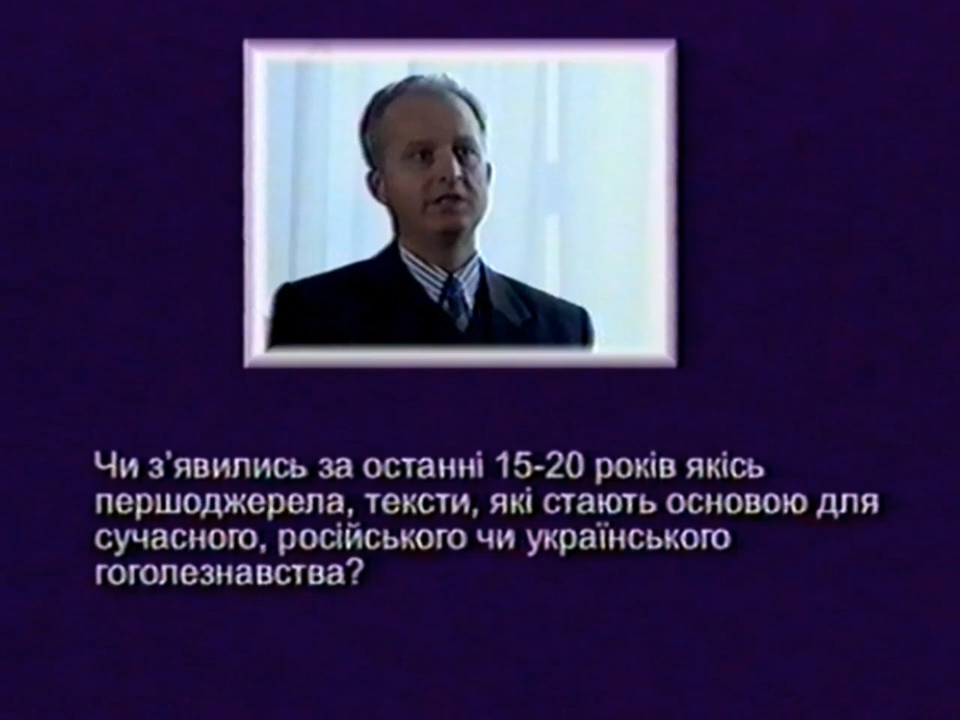 Чи з’явились за останні 15-20 років якісь
першоджерела, тексти, які стають основою для
сучасного, російського чи українського
гоголезнавства?